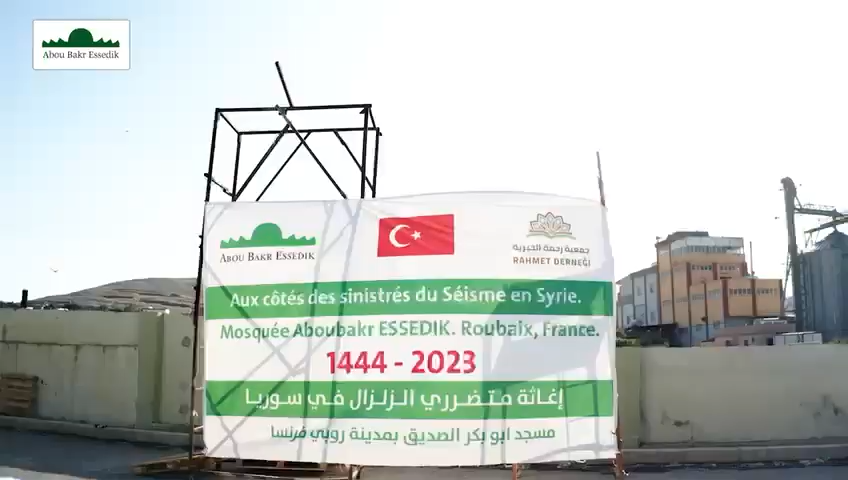 Abou Bakr Essedik
ABOU BAKR ESSEDIK
جمعية رحمة الخيرية
RAHMET DERNEĞI
Aux côtés des sinistrés du Séisme en Syrie.
Mosquée Aboubakr ESSEDIK. Roubaix, France.
1444 - 2023
إغاثة متضرري الزلزال في سوريا
مسجد ابو بكر الصديق بمدينة روبي فرنسا